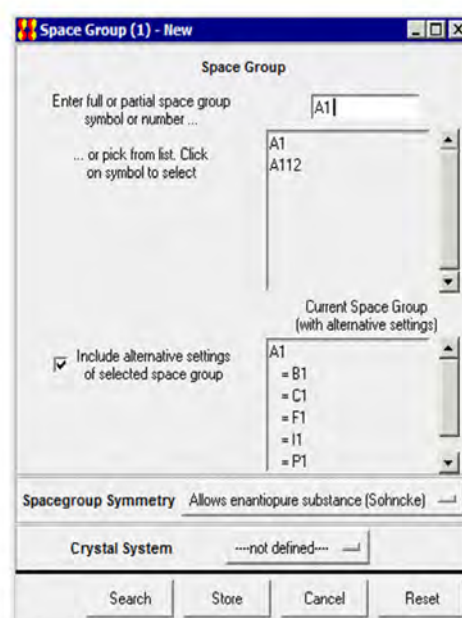 Space Group (1) - New
Space Group
Enter full or partial space group
symbol or number ...
A1
... or pick from list. Click
on symbol to select
A1
A112
Current Space Group
(with alternative settings)
Include alternative settings
of selected space group
A1
= B1
= C1
= F1
= I1
= P1
Spacegroup Symmetry Allows enantiopure substance (Sohncke)
Crystal System ----not defined----
Search Store Cancel Reset